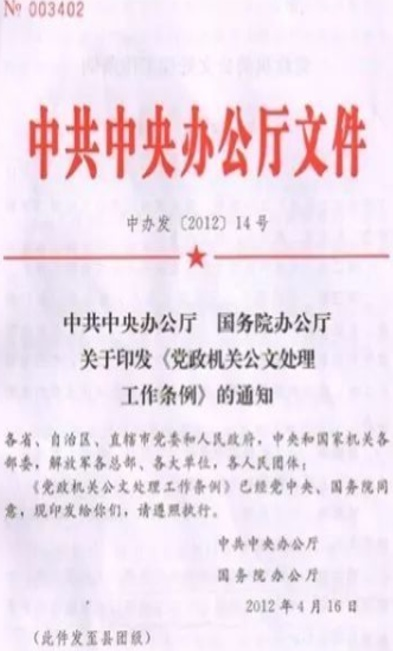 № 003402
中共中央办公厅文件
中办发〔2012〕14号
中共中央办公厅 国务院办公厅
关于印发《党政机关公文处理
工作条例》的通知
各省、自治区、直辖市党委和人民政府，中央和国家机关各
部委，解放军各总部、各大单位，各人民团体：
《党政机关公文处理工作条例》已经党中央、国务院同
意，现印发给你们，请遵照执行。
中共中央办公厅
国务院办公厅
2012年4月16日
（此件发至县团级）